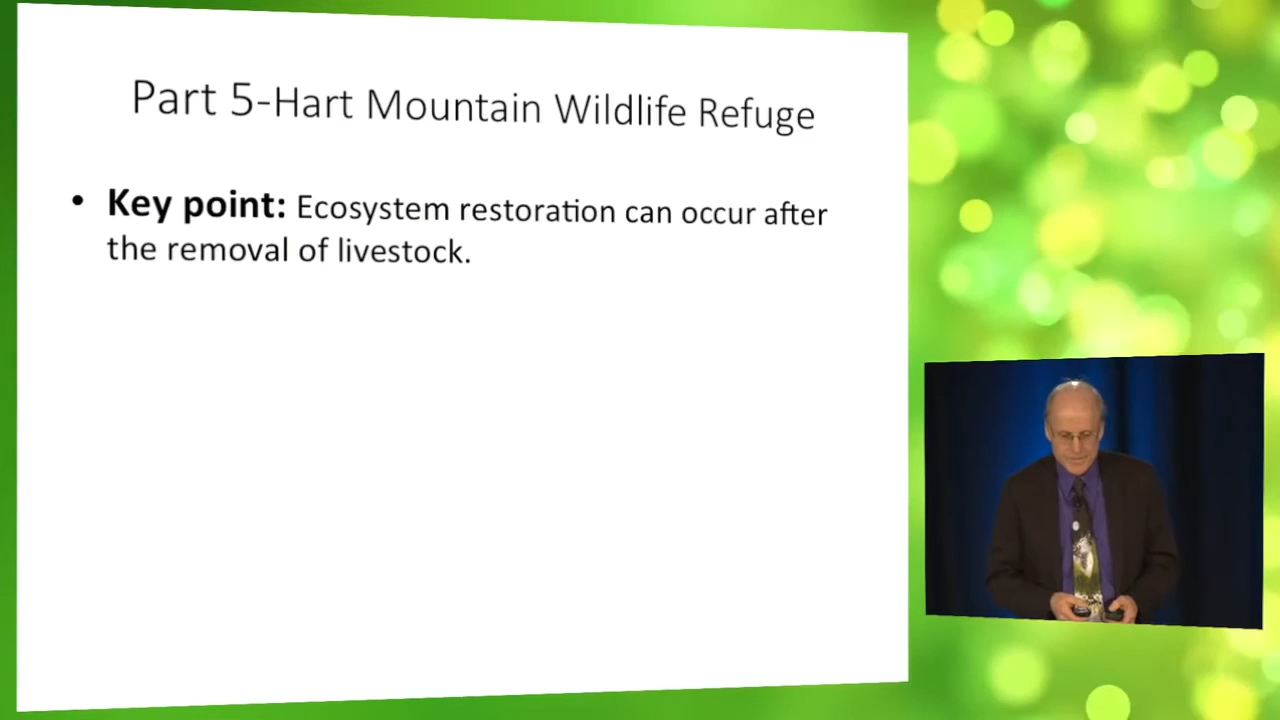 Part 5-Hart Mountain Wildlife Refuge
• Key point: Ecosystem restoration can occur after
the removal of livestock.